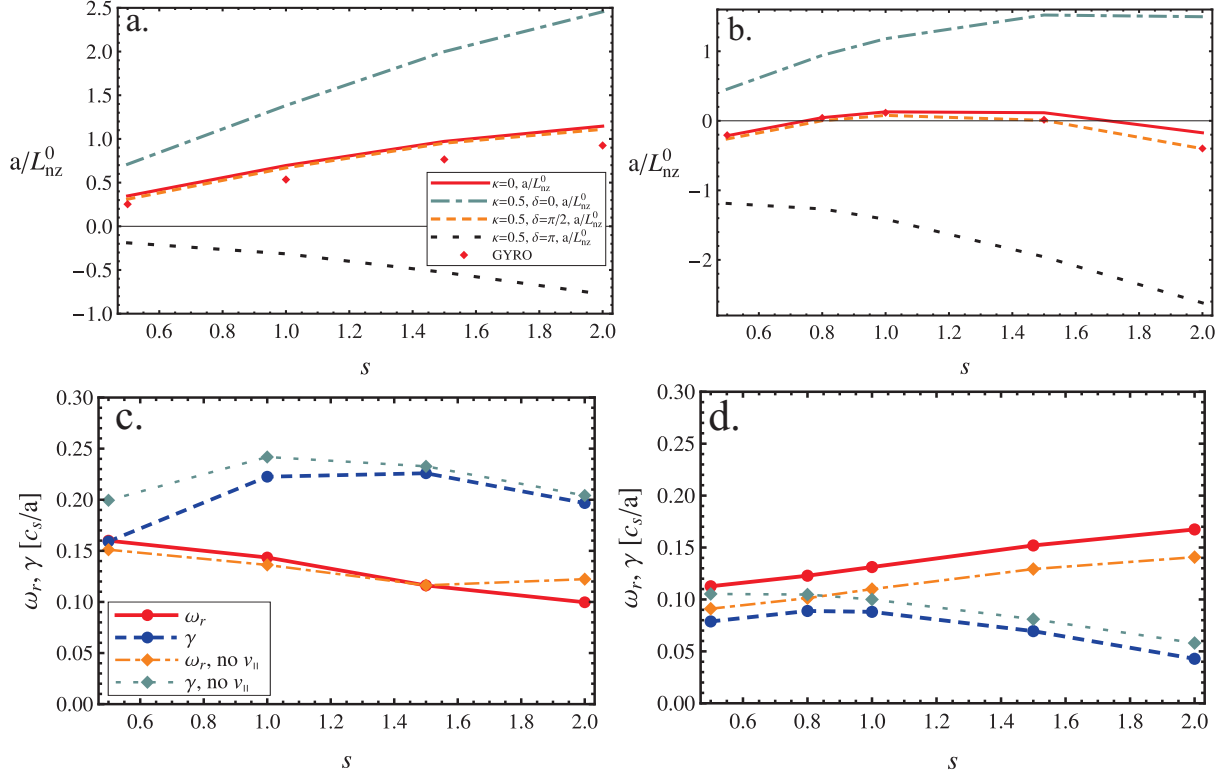 a.
2.5
2.0
1.5
1.0
0.5
0.0
−0.5
−1.0
a/L⁰nz
κ=0, a/L⁰nz
κ=0.5, δ=0, a/L⁰nz
κ=0.5, δ=π/2, a/L⁰nz
κ=0.5, δ=π, a/L⁰nz
GYRO
0.6 0.8 1.0 1.2 1.4 1.6 1.8 2.0
s
b.
1
0
−1
−2
a/L⁰nz
0.6 0.8 1.0 1.2 1.4 1.6 1.8 2.0
s
c.
0.30
0.25
0.20
0.15
0.10
0.05
0.00
ωr, γ [cs/a]
ωr
γ
ωr, no v||
γ, no v||
0.6 0.8 1.0 1.2 1.4 1.6 1.8 2.0
s
d.
0.30
0.25
0.20
0.15
0.10
0.05
0.00
ωr, γ [cs/a]
0.6 0.8 1.0 1.2 1.4 1.6 1.8 2.0
s